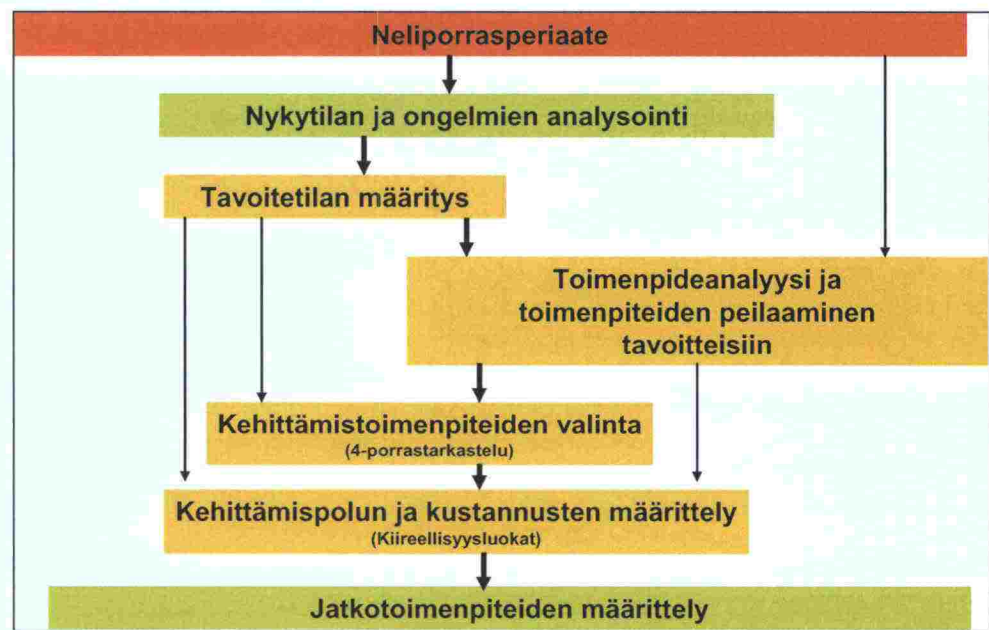 Neliporrasperiaate
Nykytilan ja ongelmien analysointi
Tavoitetilan määritys
Toimenpideanalyysi ja
toimenpiteiden peilaaminen
tavoitteisiin
Kehittämistoimenpiteiden valinta
(4-porrastarkastelu)
Kehittämispolun ja kustannusten määrittely
(Kiireellisyysluokat)
Jatkotoimenpiteiden määrittely